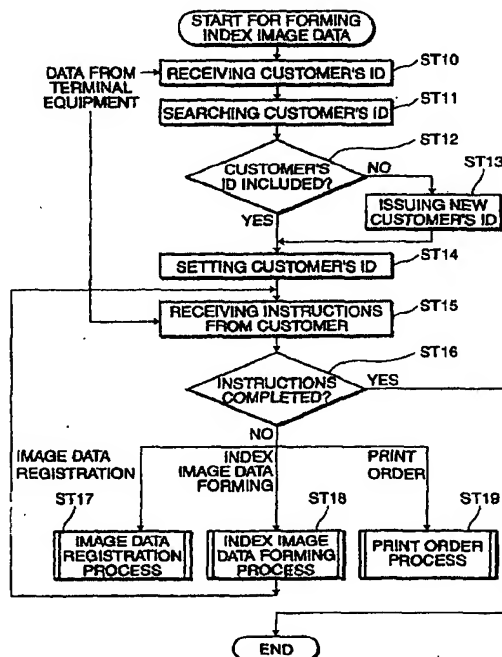 START FOR FORMING
INDEX IMAGE DATA
DATA FROM
TERMINAL
EQUIPMENT
RECEIVING CUSTOMER'S ID
ST10
SEARCHING CUSTOMER'S ID
ST11
CUSTOMER'S
ID INCLUDED?
ST12
NO
YES
ISSUING NEW
CUSTOMER'S ID
ST13
SETTING CUSTOMER'S ID
ST14
RECEIVING INSTRUCTIONS
FROM CUSTOMER
ST15
INSTRUCTIONS
COMPLETED?
ST16
YES
NO
IMAGE DATA
REGISTRATION
INDEX
IMAGE DATA
FORMING
PRINT
ORDER
ST17
IMAGE DATA
REGISTRATION
PROCESS
ST18
INDEX IMAGE
DATA FORMING
PROCESS
ST19
PRINT ORDER
PROCESS
END